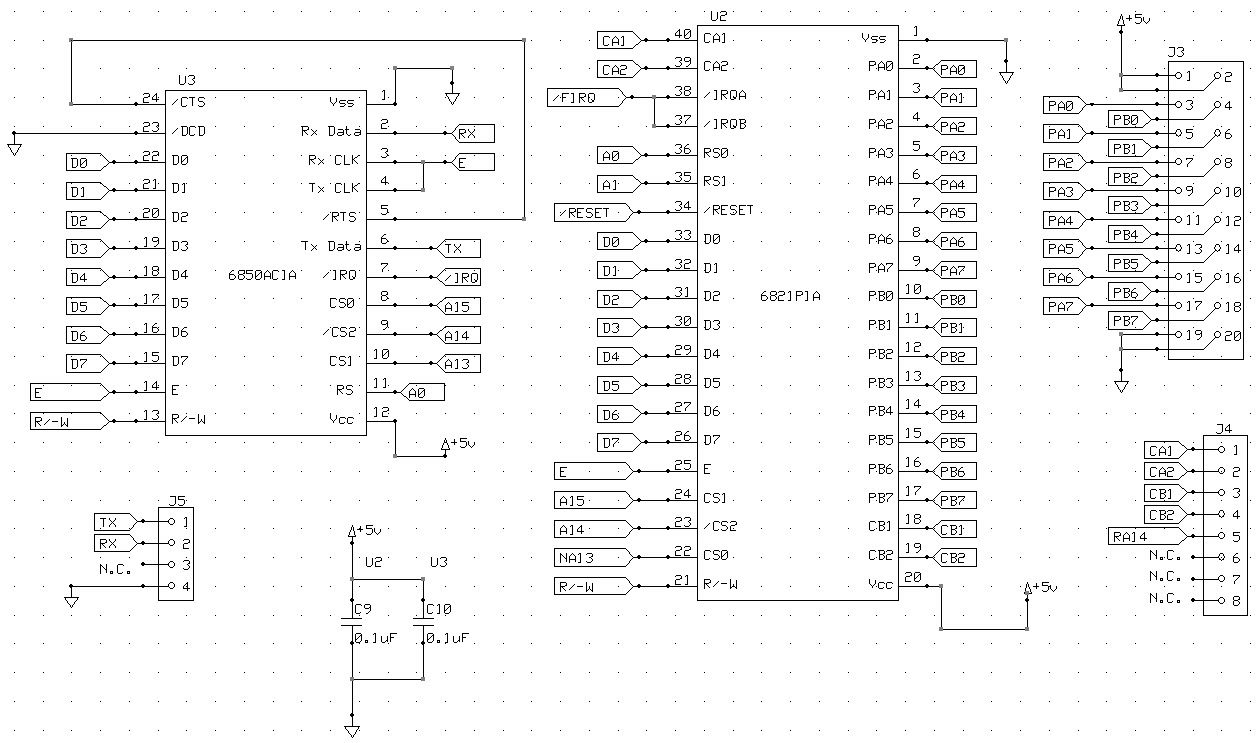 U3
24 /CTS Vss 1
23 /DCD Rx Data 2 RX
D0 22 D0 Rx CLK 3 E
D1 21 D1 Tx CLK 4
D2 20 D2 /RTS 5
D3 19 D3 Tx Data 6 TX
D4 18 D4 6850ACIA /IRQ 7 /IRQ
D5 17 D5 CS0 8 A15
D6 16 D6 /CS2 9 A14
D7 15 D7 CS1 10 A13
E 14 E RS 11 A0
R/-W 13 R/-W Vcc 12
+5v
J5
TX 1
RX 2
N.C. 3
4
+5v
U2 U3
C9 C10
0.1uF 0.1uF
U2
CA1 40 CA1 Vss 1
CA2 39 CA2 PA0 2 PA0
/FIRQ 38 /IRQA PA1 3 PA1
37 /IRQB PA2 4 PA2
A0 36 RS0 PA3 5 PA3
A1 35 RS1 PA4 6 PA4
/RESET 34 /RESET PA5 7 PA5
D0 33 D0 PA6 8 PA6
D1 32 D1 PA7 9 PA7
D2 31 D2 6821PIA PB0 10 PB0
D3 30 D3 PB1 11 PB1
D4 29 D4 PB2 12 PB2
D5 28 D5 PB3 13 PB3
D6 27 D6 PB4 14 PB4
D7 26 D7 PB5 15 PB5
E 25 E PB6 16 PB6
A15 24 CS1 PB7 17 PB7
A14 23 /CS2 CB1 18 CB1
NA13 22 CS0 CB2 19 CB2
R/-W 21 R/-W Vcc 20
+5v
+5v
J3
1 2
PA0 3 4
PB0
PA1 5 6
PB1
PA2 7 8
PB2
PA3 9 10
PB3
PA4 11 12
PB4
PA5 13 14
PB5
PA6 15 16
PB6
PA7 17 18
PB7
19 20
J4
CA1 1
CA2 2
CB1 3
CB2 4
RA14 5
N.C. 6
N.C. 7
N.C. 8